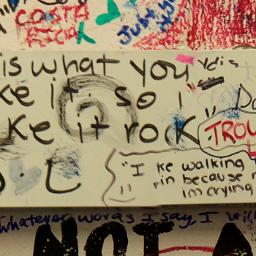 COSTA
RICA
is what you
ke it. so i
ke it rock
TROU
"I ke walking
rin because n
im crying
whatever words I say, I will
NOT A